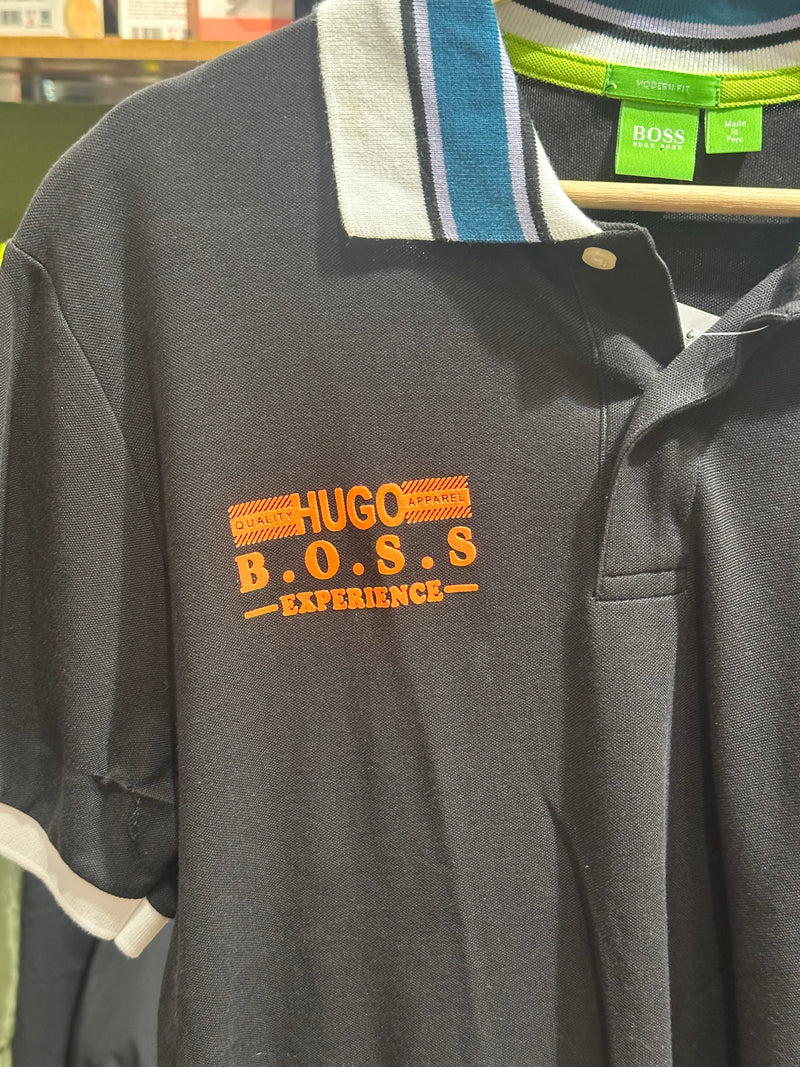 MODERN FIT
BOSS
HUGO BOSS
Made
in
Peru
QUALITY HUGO APPAREL
B.O.S.S
EXPERIENCE